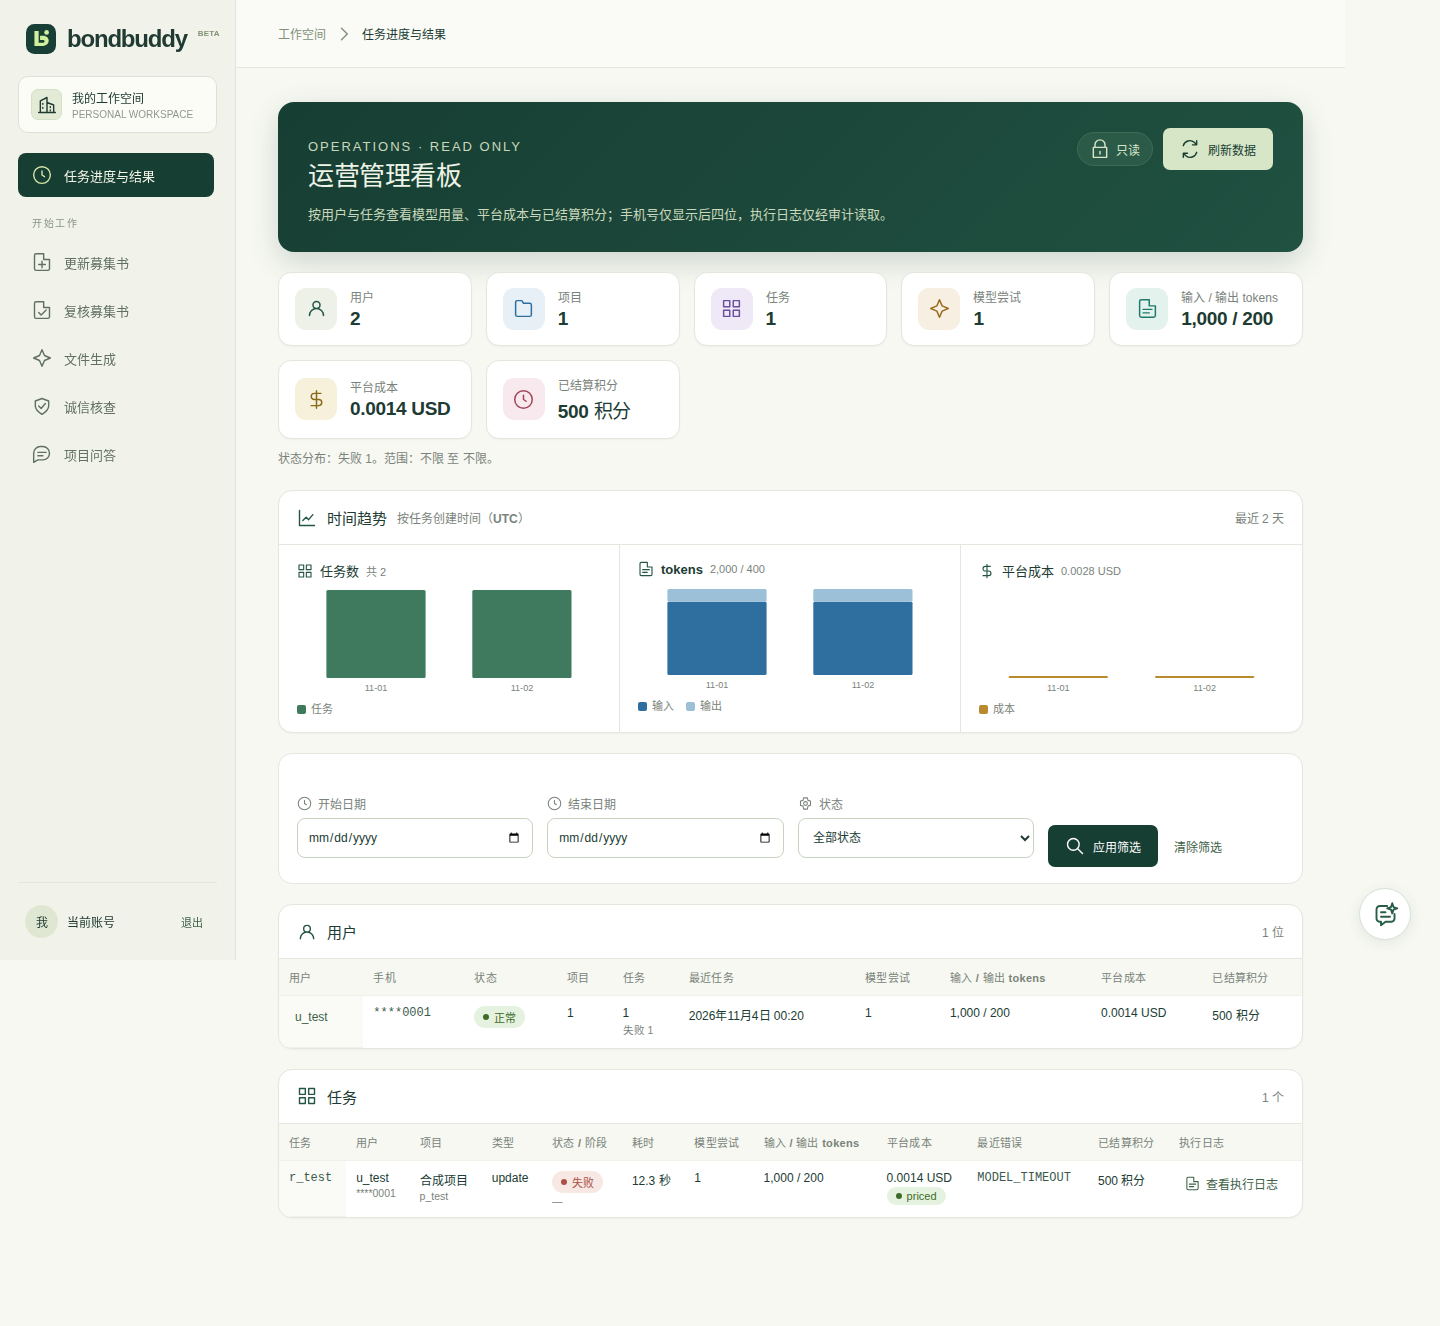 bondbuddy BETA
我的工作空间
PERSONAL WORKSPACE
任务进度与结果
开始工作
更新募集书
复核募集书
文件生成
诚信核查
项目问答
我 当前账号 退出
工作空间 任务进度与结果
OPERATIONS · READ ONLY
运营管理看板
按用户与任务查看模型用量、平台成本与已结算积分；手机号仅显示后四位，执行日志仅经审计读取。
只读 刷新数据
用户
2
项目
1
任务
1
模型尝试
1
输入 / 输出 tokens
1,000 / 200
平台成本
0.0014 USD
已结算积分
500 积分
状态分布：失败 1。范围：不限 至 不限。
时间趋势 按任务创建时间（UTC） 最近 2 天
任务数 共 2
11-01 11-02
任务
tokens 2,000 / 400
11-01 11-02
输入 输出
平台成本 0.0028 USD
11-01 11-02
成本
开始日期
mm/dd/yyyy
结束日期
mm/dd/yyyy
状态
全部状态
应用筛选 清除筛选
用户 1 位
用户 手机 状态 项目 任务 最近任务 模型尝试 输入 / 输出 tokens 平台成本 已结算积分
u_test ****0001 正常 1 1 2026年11月4日 00:20 1 1,000 / 200 0.0014 USD 500 积分
失败 1
任务 1 个
任务 用户 项目 类型 状态 / 阶段 耗时 模型尝试 输入 / 输出 tokens 平台成本 最近错误 已结算积分 执行日志
r_test u_test 合成项目 update 失败 12.3 秒 1 1,000 / 200 0.0014 USD MODEL_TIMEOUT 500 积分 查看执行日志
****0001 p_test — priced